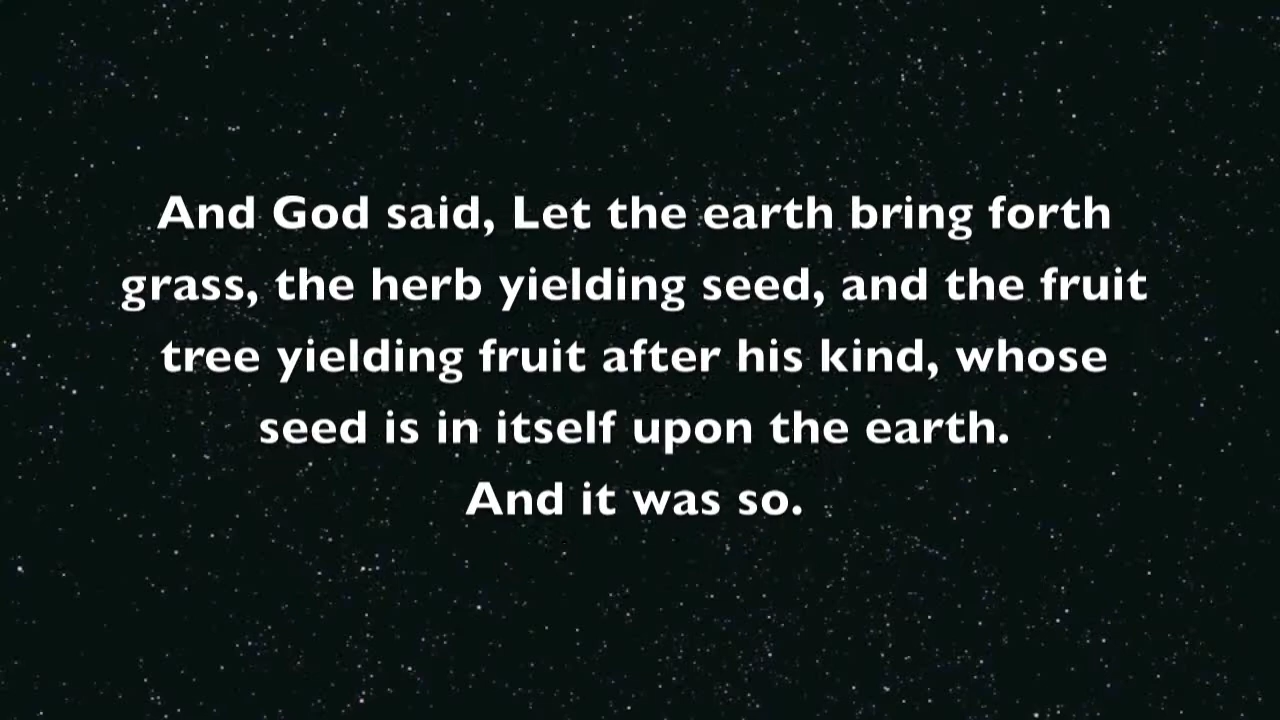 And God said, Let the earth bring forth
grass, the herb yielding seed, and the fruit
tree yielding fruit after his kind, whose
seed is in itself upon the earth.
And it was so.